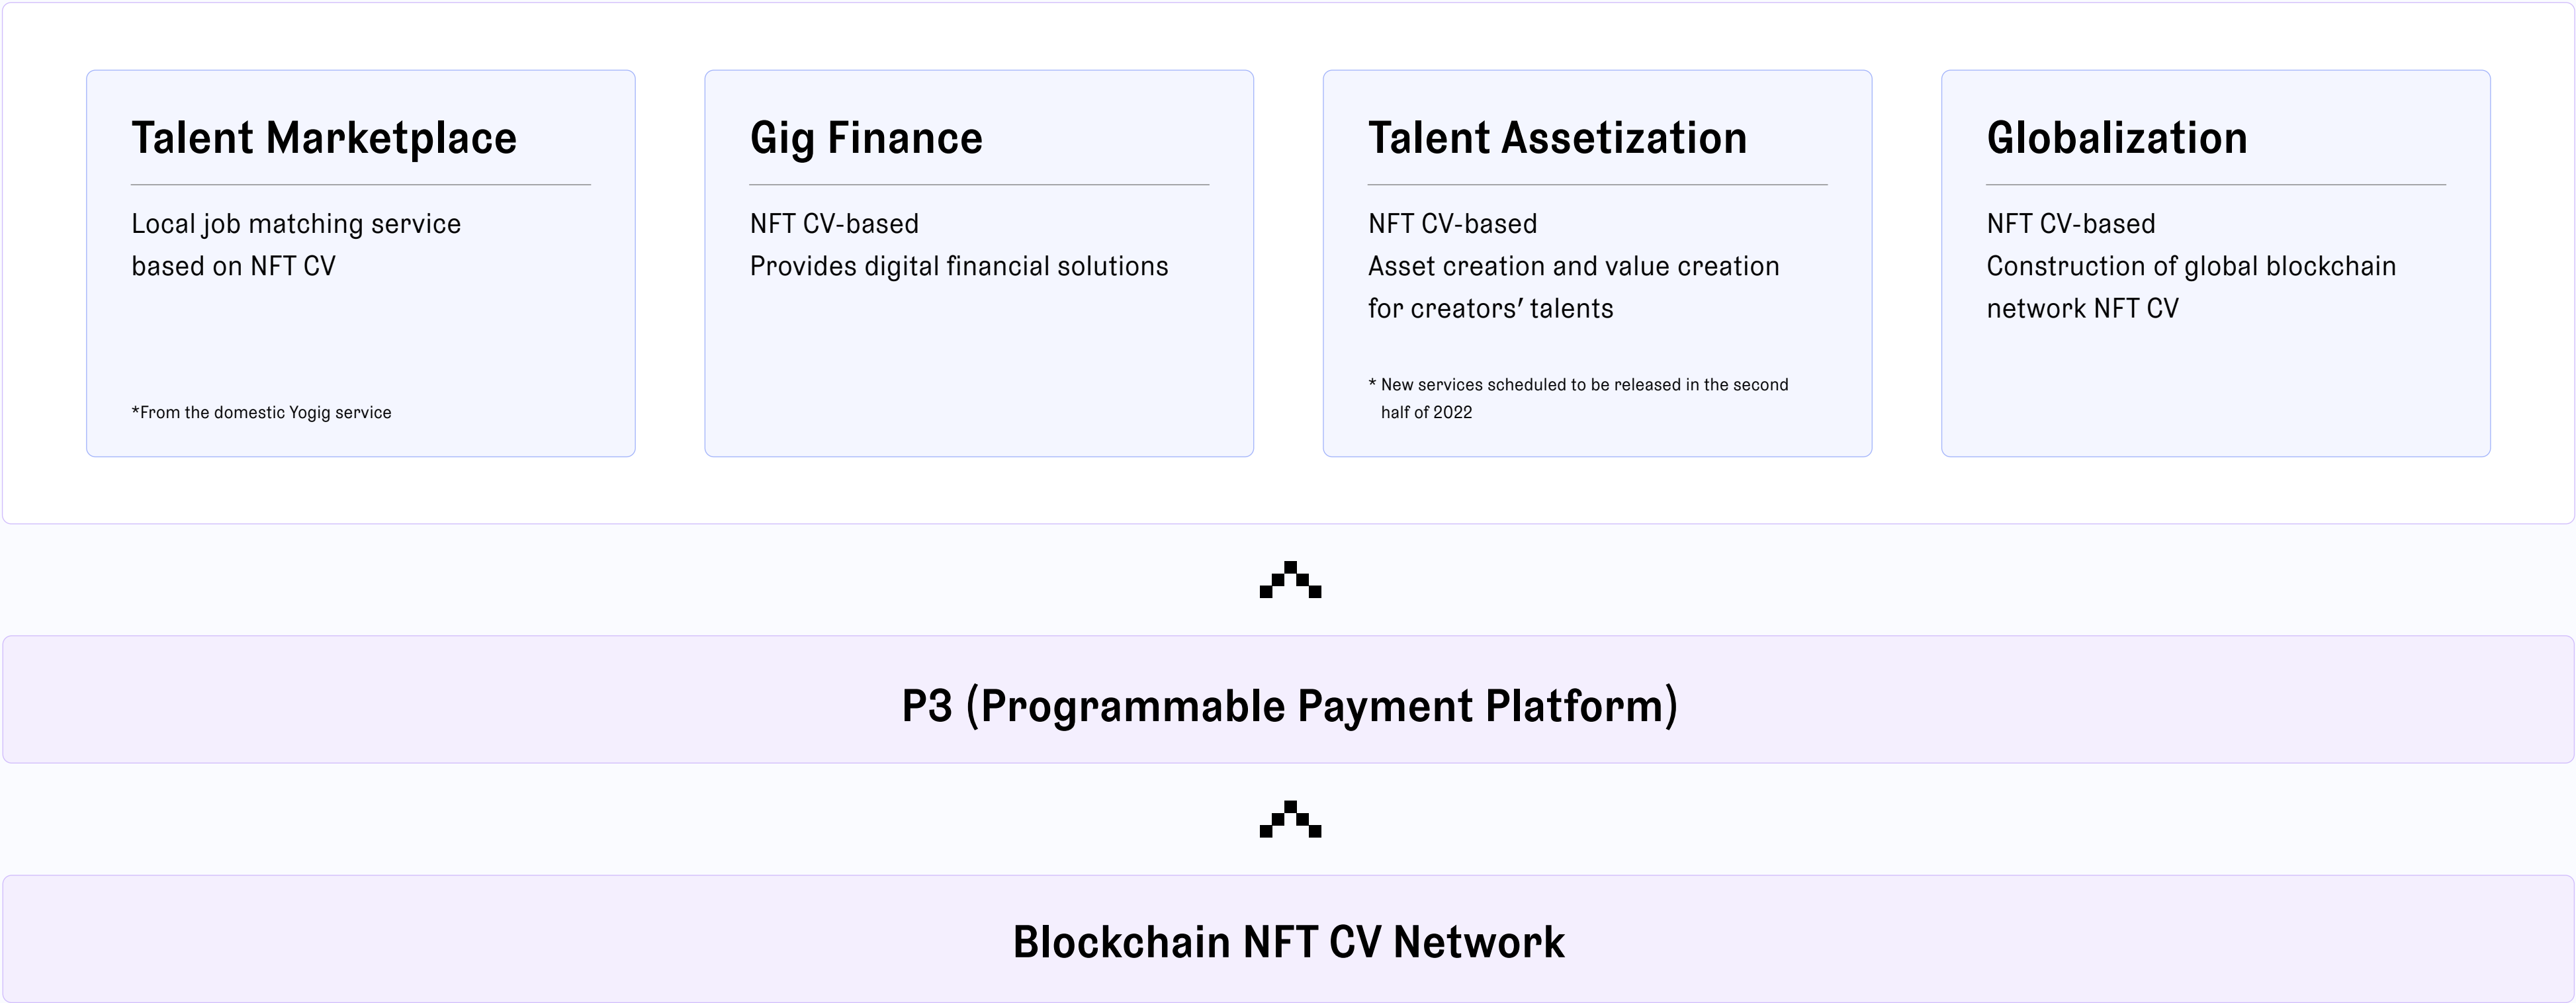 Talent Marketplace
Local job matching service
based on NFT CV
*From the domestic Yogig service
Gig Finance
NFT CV-based
Provides digital financial solutions
Talent Assetization
NFT CV-based
Asset creation and value creation
for creators’ talents
* New services scheduled to be released in the second
half of 2022
Globalization
NFT CV-based
Construction of global blockchain
network NFT CV
P3 (Programmable Payment Platform)
Blockchain NFT CV Network